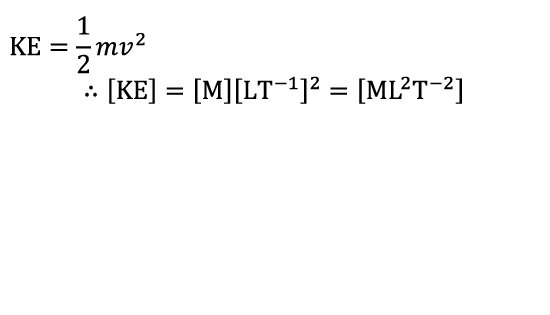 KE = 1/2 mv²
∴ [KE] = [M][LT⁻¹]² = [ML²T⁻²]